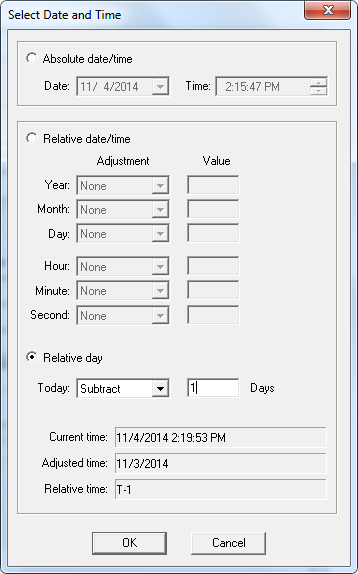 Select Date and Time
Absolute date/time
Date: 11/ 4/2014 Time: 2:15:47 PM
Relative date/time
Adjustment Value
Year: None
Month: None
Day: None
Hour: None
Minute: None
Second: None
Relative day
Today: Subtract 1 Days
Current time: 11/4/2014 2:19:53 PM
Adjusted time: 11/3/2014
Relative time: T-1
OK Cancel